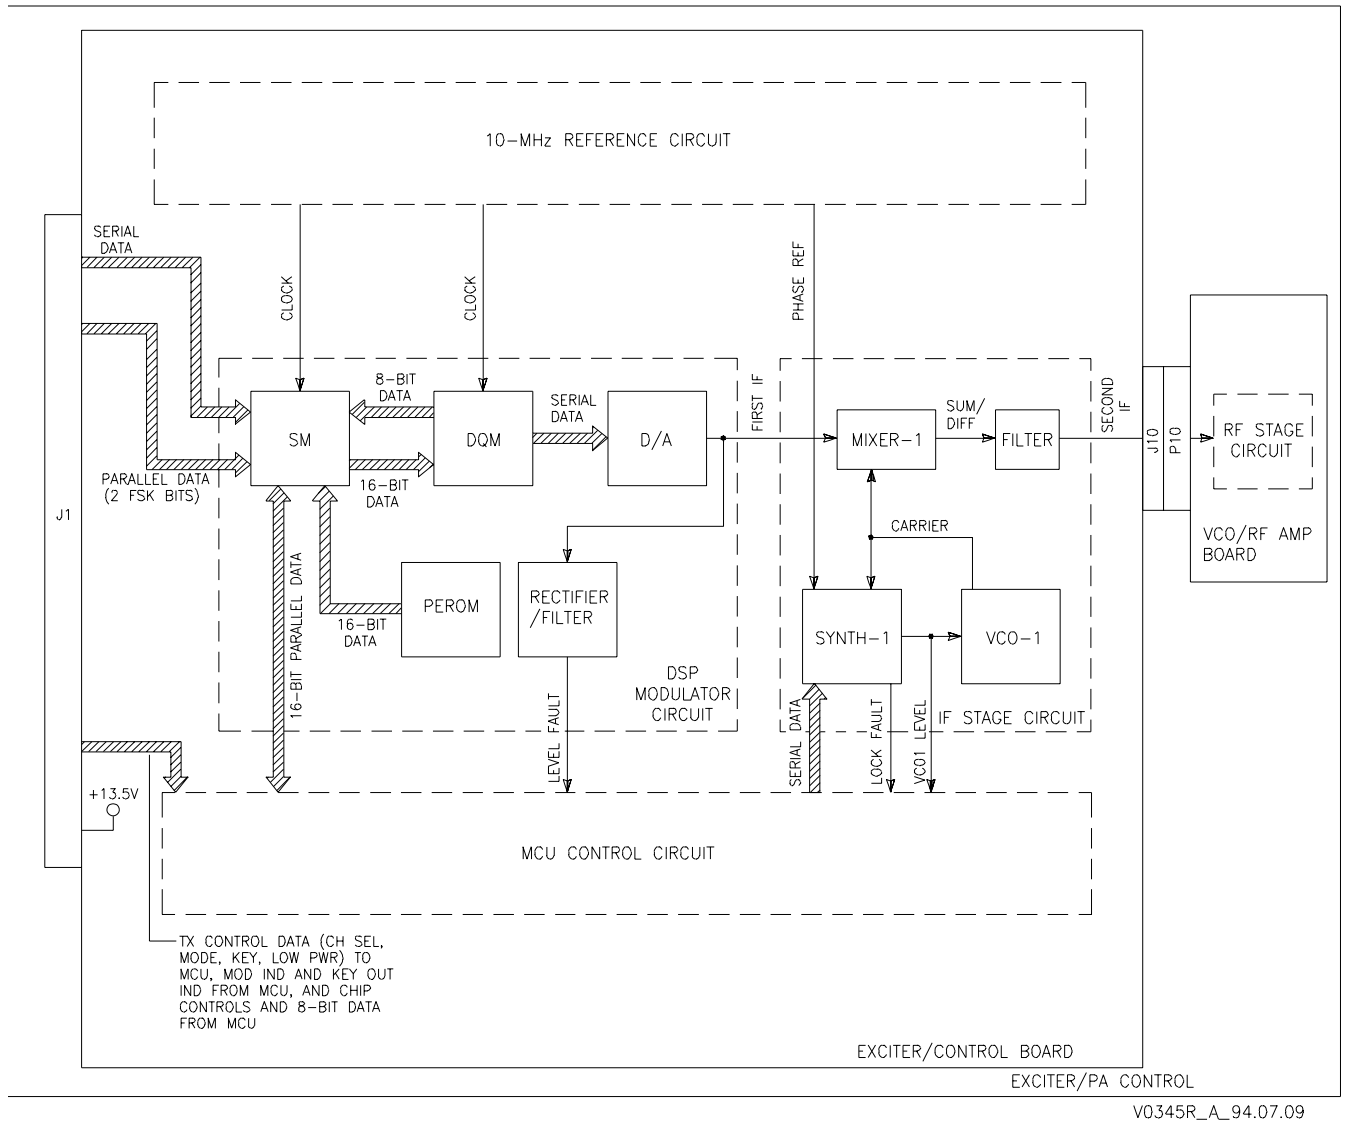 10-MHz REFERENCE CIRCUIT
SERIAL
DATA
CLOCK
CLOCK
PHASE REF
8-BIT
DATA
SERIAL
DATA
FIRST IF
SUM/
DIFF
SECOND
IF
SM
DQM
D/A
MIXER-1
FILTER
J10
P10
RF STAGE
CIRCUIT
PARALLEL DATA
(2 FSK BITS)
16-BIT
DATA
J1
CARRIER
VCO/RF AMP
BOARD
16-BIT PARALLEL DATA
PEROM
RECTIFIER
/FILTER
16-BIT
DATA
SYNTH-1
VCO-1
DSP
MODULATOR
CIRCUIT
IF STAGE CIRCUIT
LEVEL FAULT
SERIAL DATA
LOCK FAULT
VCO1 LEVEL
+13.5V
MCU CONTROL CIRCUIT
TX CONTROL DATA (CH SEL,
MODE, KEY, LOW PWR) TO
MCU, MOD IND AND KEY OUT
IND FROM MCU, AND CHIP
CONTROLS AND 8-BIT DATA
FROM MCU
EXCITER/CONTROL BOARD
EXCITER/PA CONTROL
V0345R_A_94.07.09